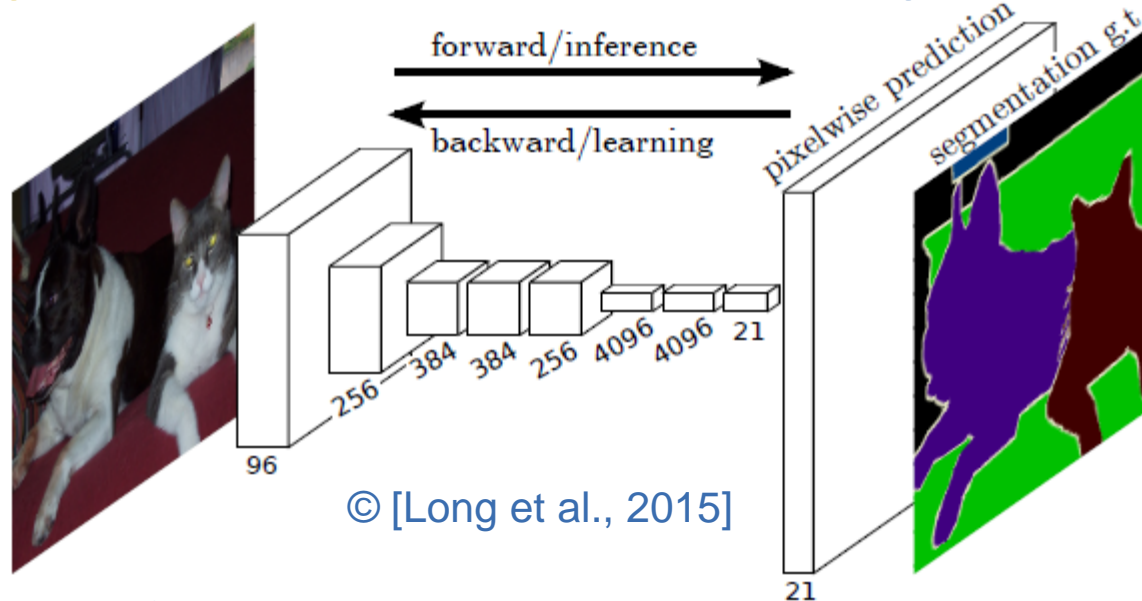 forward/inference
backward/learning
pixelwise prediction
segmentation g.t
96
256
384
384
256
4096
4096
21
21
© [Long et al., 2015]